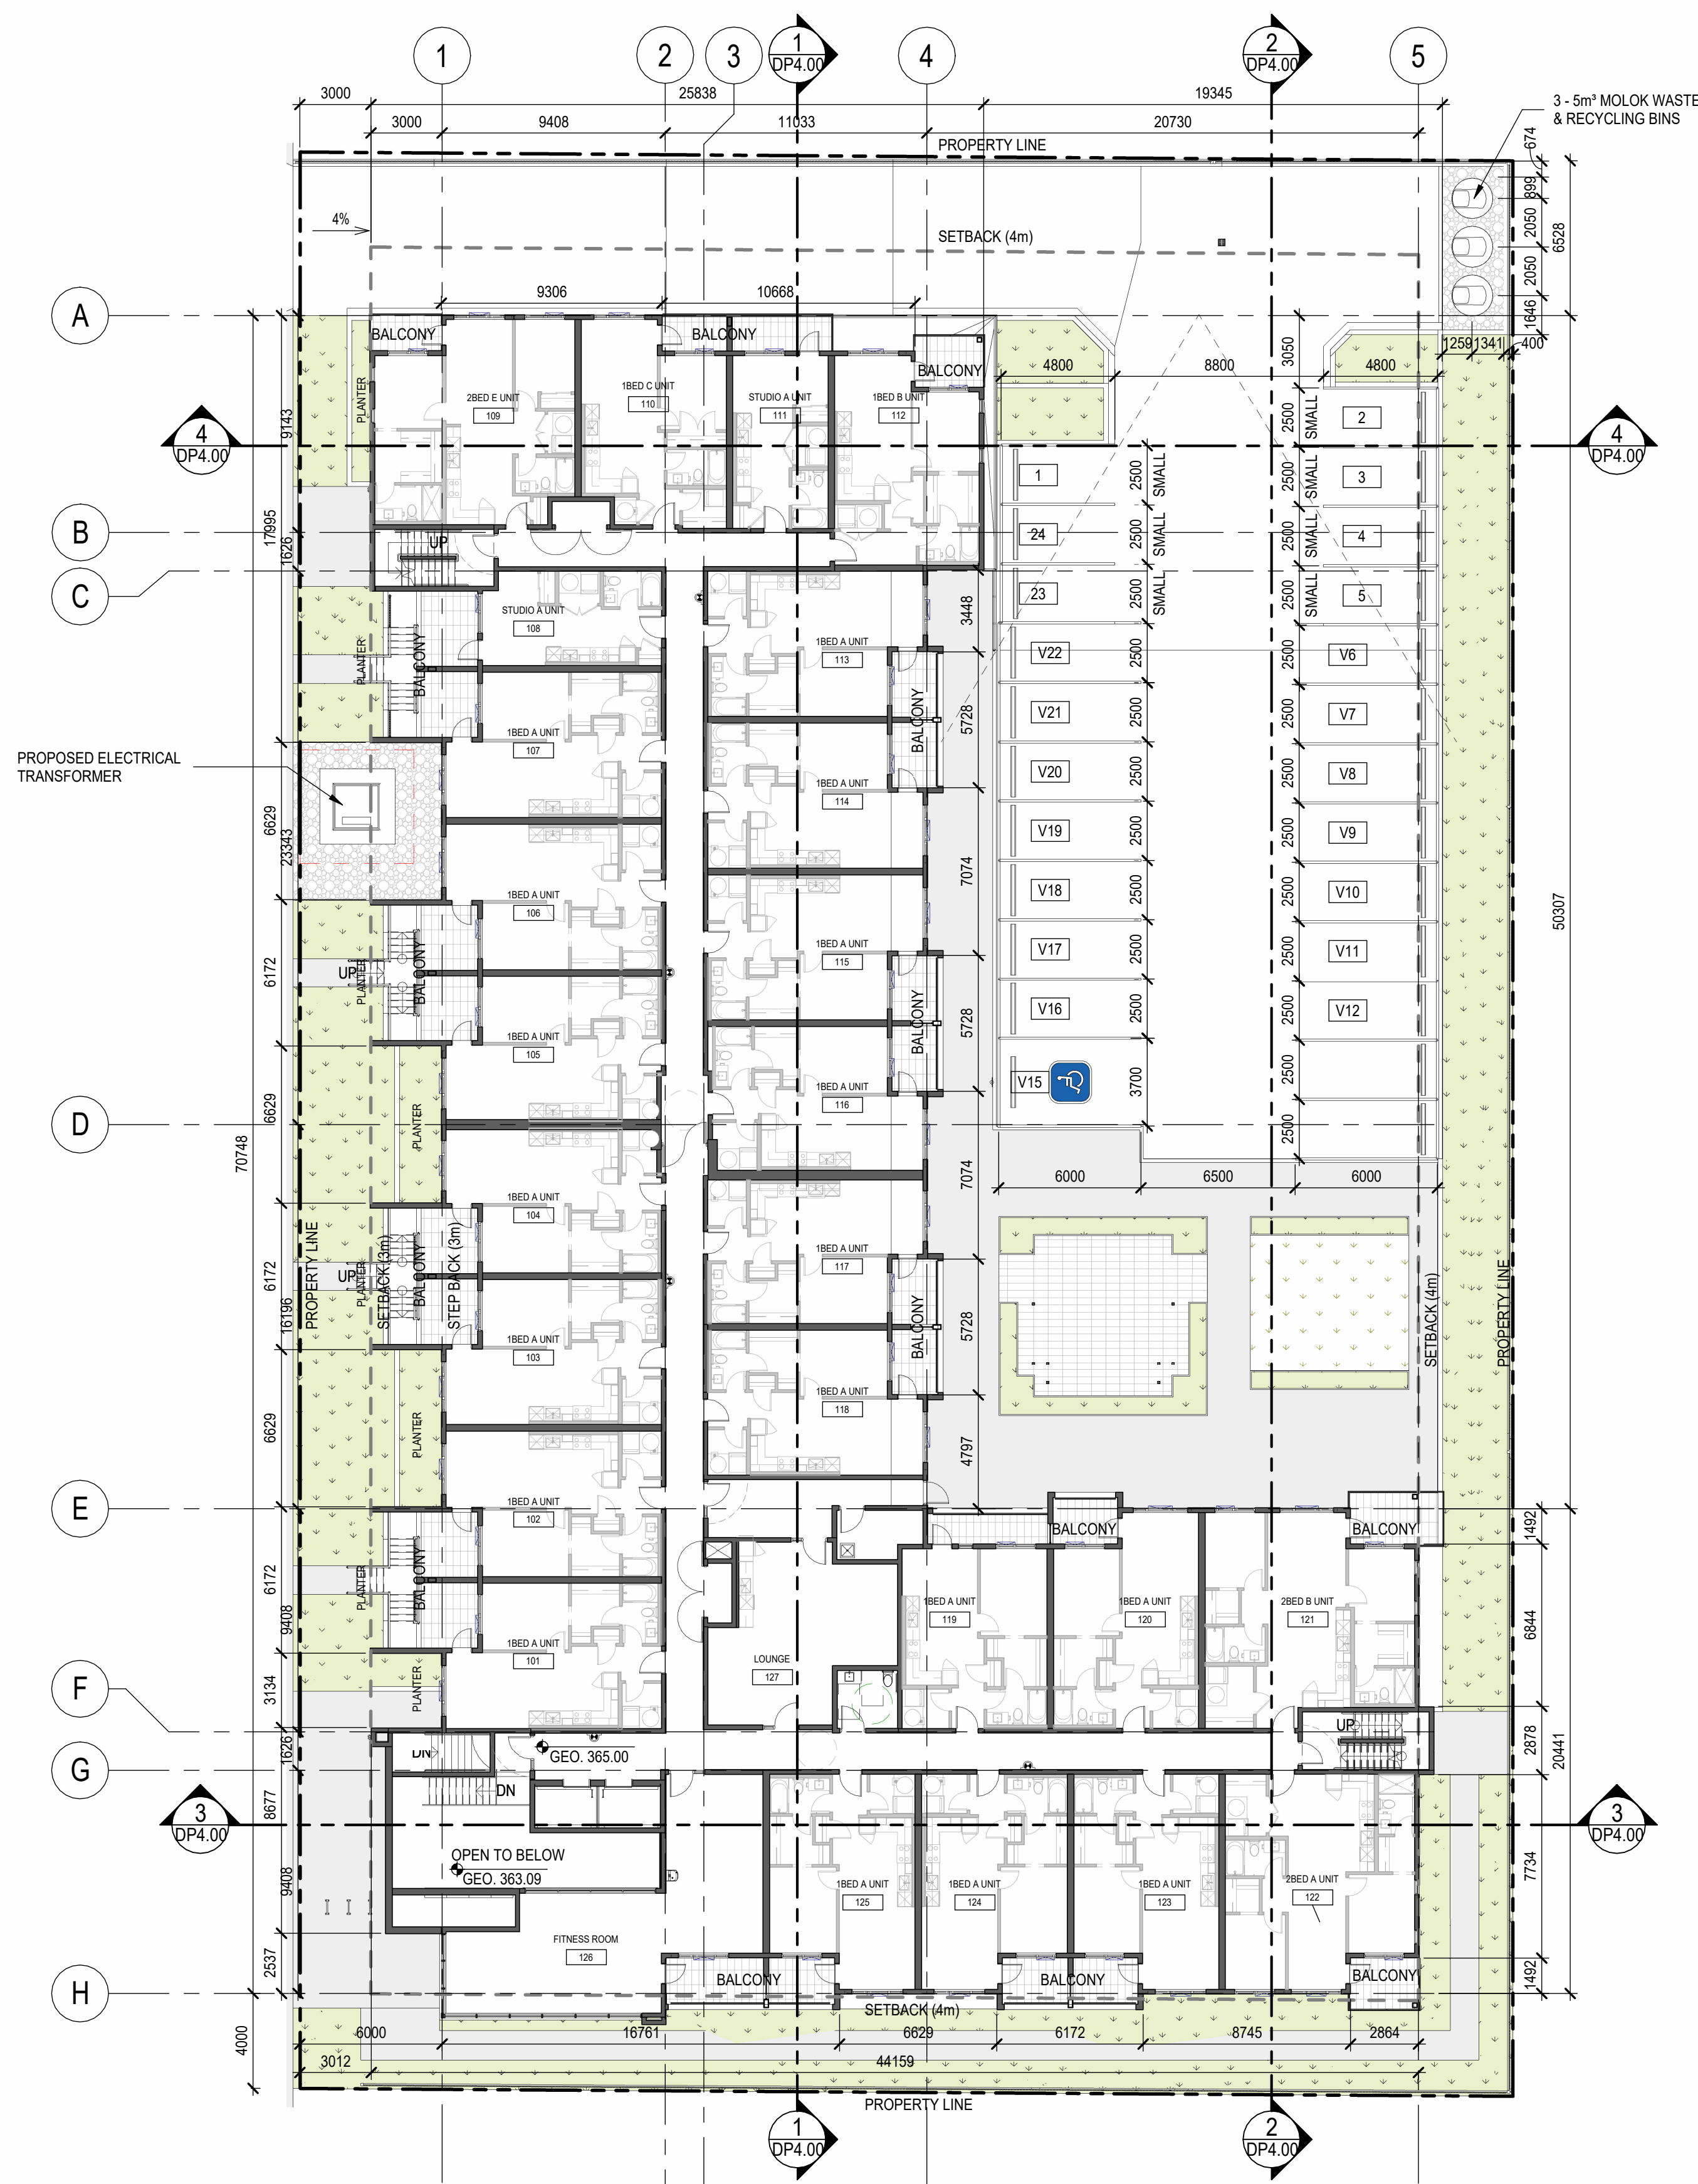 1
2
3
1
DP4.00
4
2
DP4.00
5
3000
25838
19345
3 - 5m³ MOLOK WASTE
& RECYCLING BINS
3000
9408
11033
20730
PROPERTY LINE
674
899
2050
2050
1646
6528
4%
SETBACK (4m)
9306
10668
A
BALCONY
BALCONY
BALCONY
4800
8800
4800
3050
1259
1341
400
PLANTER
2BED E UNIT
109
1BED C UNIT
110
STUDIO A UNIT
111
1BED B UNIT
112
9143
4
DP4.00
4
DP4.00
2500
SMALL
2
1
2500
SMALL
2500
SMALL
3
B
17995
1626
UP
24
2500
SMALL
2500
SMALL
4
C
STUDIO A UNIT
108
23
2500
SMALL
2500
SMALL
5
3448
PLANTER
BALCONY
1BED A UNIT
113
V22
2500
2500
V6
BALCONY
5728
V21
2500
2500
V7
1BED A UNIT
107
PROPOSED ELECTRICAL
TRANSFORMER
V20
2500
2500
V8
1BED A UNIT
114
6629
23343
V19
2500
2500
V9
7074
V18
2500
2500
V10
1BED A UNIT
106
UP
PLANTER
BALCONY
6172
1BED A UNIT
115
V17
2500
2500
V11
BALCONY
5728
V16
2500
2500
V12
1BED A UNIT
105
1BED A UNIT
116
V15
3700
2500
2500
50307
D
6629
PLANTER
70748
7074
6000
6500
6000
1BED A UNIT
104
PROPERTY LINE
SETBACK (3m)
STEP BACK (3m)
UP
PLANTER
BALCONY
6172
16196
1BED A UNIT
117
BALCONY
5728
SETBACK (4m)
PROPERTY LINE
1BED A UNIT
103
1BED A UNIT
118
6629
PLANTER
4797
E
1BED A UNIT
102
BALCONY
BALCONY
1492
PLANTER
BALCONY
6172
9408
1BED A UNIT
119
1BED A UNIT
120
2BED B UNIT
121
6844
1BED A UNIT
101
LOUNGE
127
F
3134
PLANTER
1626
DN
GEO. 365.00
UP
2878
20441
G
DN
8677
3
DP4.00
3
DP4.00
OPEN TO BELOW
GEO. 363.09
9408
1BED A UNIT
125
1BED A UNIT
124
1BED A UNIT
123
2BED A UNIT
122
7734
FITNESS ROOM
126
2537
BALCONY
BALCONY
BALCONY
1492
H
SETBACK (4m)
4000
6000
16761
6629
6172
8745
2864
3012
44159
PROPERTY LINE
1
DP4.00
2
DP4.00